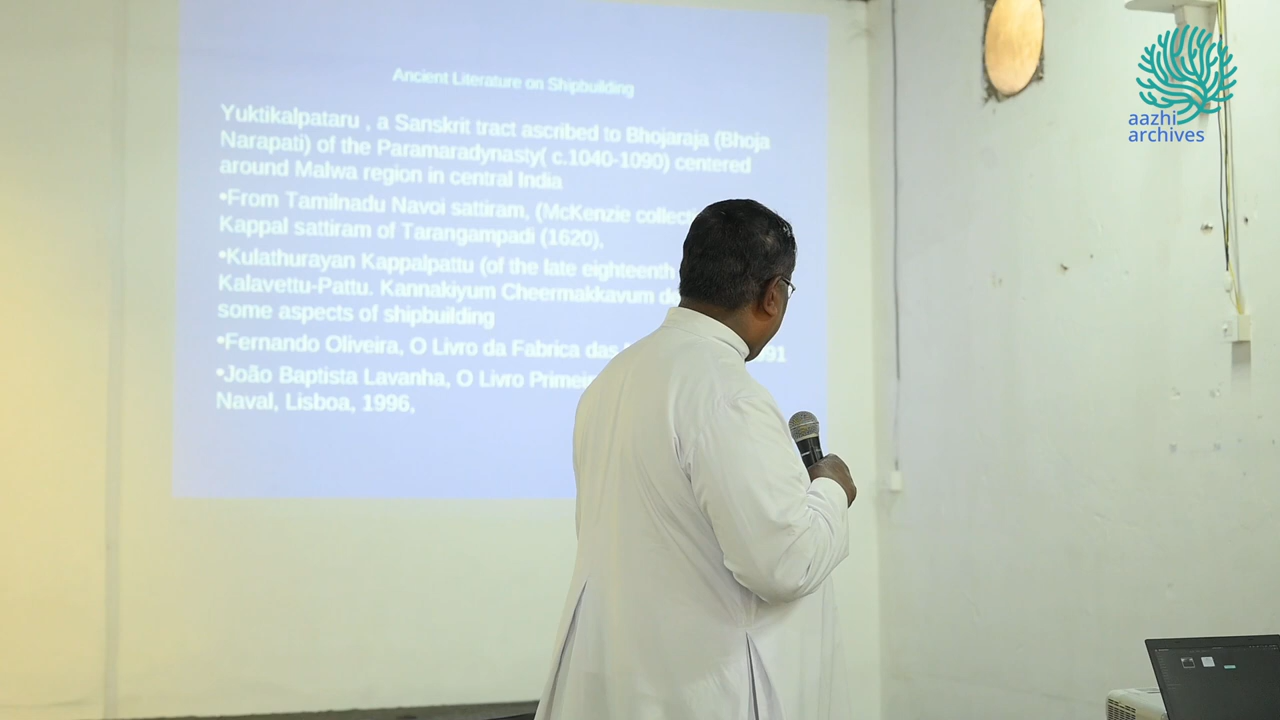 Ancient Literature on Shipbuilding
Yuktikalpataru , a Sanskrit tract ascribed to Bhojaraja (Bhoja
Narapati) of the Paramaradynasty( c.1040-1090) centered
around Malwa region in central India
•From Tamilnadu Navoi sattiram, (McKenzie
Kappal sattiram of Tarangampadi (1620),
•Kulathurayan Kappalpattu (of the late eighteenth
Kalavettu-Pattu. Kannakiyum Cheermakkavum
some aspects of shipbuilding
•Fernando Oliveira, O Livro da Fabrica das
•João Baptista Lavanha, O Livro
Naval, Lisboa, 1996,
aazhi
archives